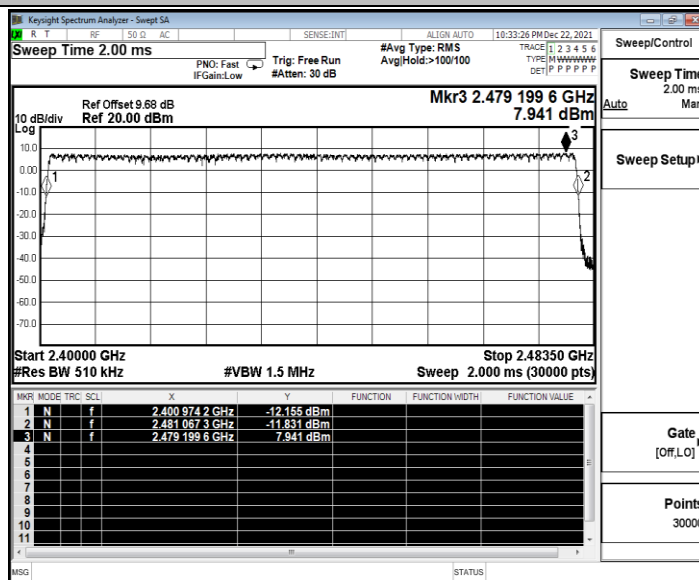 Keysight Spectrum Analyzer - Swept SA
R T RF 50 Ω AC SENSE:INT ALIGN AUTO 10:33:26 PM Dec 22, 2021
Sweep Time 2.00 ms
#Avg Type: RMS
TRACE 1 2 3 4 5 6
PNO: Fast Trig: Free Run Avg|Hold:>100/100 TYPE M WWWWW
IFGain:Low #Atten: 30 dB DET P P P P P P
Ref Offset 9.68 dB
10 dB/div Ref 20.00 dBm
Mkr3 2.479 199 6 GHz
7.941 dBm
Log
10.0
0.00
-10.0
-20.0
-30.0
-40.0
-50.0
-60.0
-70.0
1
2
3
Start 2.40000 GHz Stop 2.48350 GHz
#Res BW 510 kHz #VBW 1.5 MHz Sweep 2.000 ms (30000 pts)
MKR MODE TRC SCL X Y FUNCTION FUNCTION WIDTH FUNCTION VALUE
1 N f 2.400 974 2 GHz -12.155 dBm
2 N f 2.481 067 3 GHz -11.831 dBm
3 N f 2.479 199 6 GHz 7.941 dBm
4
5
6
7
8
9
10
11
MSG STATUS
Sweep/Control
Sweep Time
2.00 ms
Auto Man
Sweep Setup
Gate
[Off,LO]
Points
30000